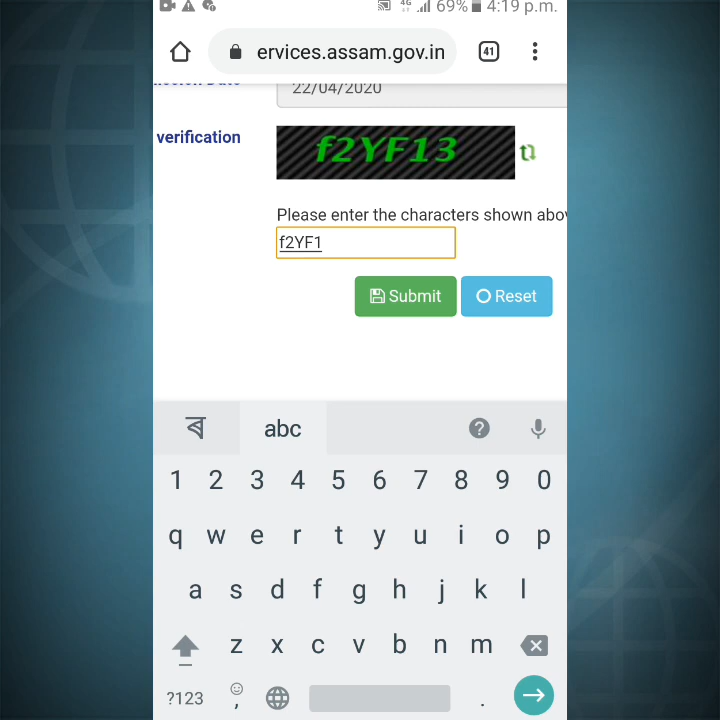 4G 69% 4:19 p.m.
ervices.assam.gov.in 41
22/04/2020
verification f2YF13
Please enter the characters shown abov
f2YF1
Submit Reset
ৰ abc ?
1 2 3 4 5 6 7 8 9 0
q w e r t y u i o p
a s d f g h j k l
z x c v b n m
?123 , .